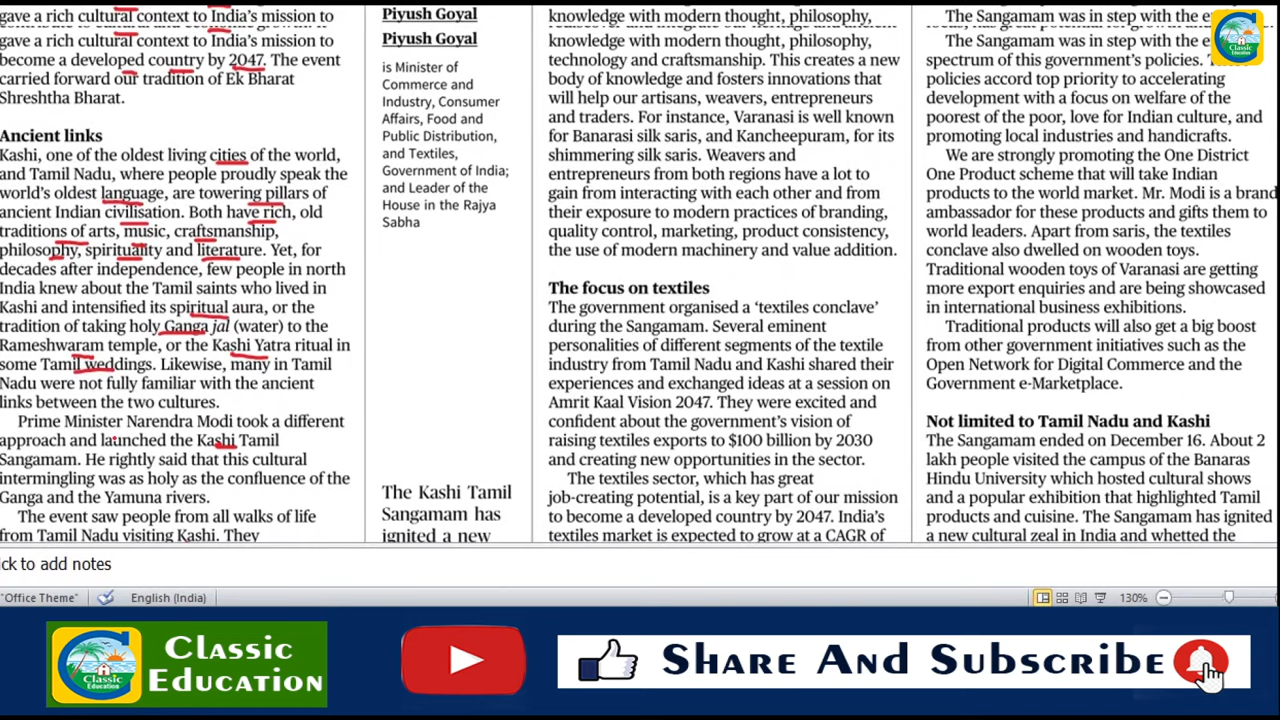 gave a rich cultural context to India's mission to
gave a rich cultural context to India's mission to
become a developed country by 2047. The event
carried forward our tradition of Ek Bharat
Shreshtha Bharat.
Ancient links
Kashi, one of the oldest living cities of the world,
and Tamil Nadu, where people proudly speak the
world's oldest language, are towering pillars of
ancient Indian civilisation. Both have rich, old
traditions of arts, music, craftsmanship,
philosophy, spirituality and literature. Yet, for
decades after independence, few people in north
India knew about the Tamil saints who lived in
Kashi and intensified its spiritual aura, or the
tradition of taking holy Ganga jal (water) to the
Rameshwaram temple, or the Kashi Yatra ritual in
some Tamil weddings. Likewise, many in Tamil
Nadu were not fully familiar with the ancient
links between the two cultures.
Prime Minister Narendra Modi took a different
approach and launched the Kashi Tamil
Sangamam. He rightly said that this cultural
intermingling was as holy as the confluence of the
Ganga and the Yamuna rivers.
The event saw people from all walks of life
from Tamil Nadu visiting Kashi. They
Piyush Goyal
Piyush Goyal
is Minister of
Commerce and
Industry, Consumer
Affairs, Food and
Public Distribution,
and Textiles,
Government of India;
and Leader of the
House in the Rajya
Sabha
The Kashi Tamil
Sangamam has
ignited a new
knowledge with modern thought, philosophy,
knowledge with modern thought, philosophy,
technology and craftsmanship. This creates a new
body of knowledge and fosters innovations that
will help our artisans, weavers, entrepreneurs
and traders. For instance, Varanasi is well known
for Banarasi silk saris, and Kancheepuram, for its
shimmering silk saris. Weavers and
entrepreneurs from both regions have a lot to
gain from interacting with each other and from
their exposure to modern practices of branding,
quality control, marketing, product consistency,
the use of modern machinery and value addition.
The focus on textiles
The government organised a 'textiles conclave'
during the Sangamam. Several eminent
personalities of different segments of the textile
industry from Tamil Nadu and Kashi shared their
experiences and exchanged ideas at a session on
Amrit Kaal Vision 2047. They were excited and
confident about the government's vision of
raising textiles exports to $100 billion by 2030
and creating new opportunities in the sector.
The textiles sector, which has great
job-creating potential, is a key part of our mission
to become a developed country by 2047. India's
textiles market is expected to grow at a CAGR of
The Sangamam was in step with the
The Sangamam was in step with the
spectrum of this government's policies.
policies accord top priority to accelerating
development with a focus on welfare of the
poorest of the poor, love for Indian culture, and
promoting local industries and handicrafts.
We are strongly promoting the One District
One Product scheme that will take Indian
products to the world market. Mr. Modi is a brand
ambassador for these products and gifts them to
world leaders. Apart from saris, the textiles
conclave also dwelled on wooden toys.
Traditional wooden toys of Varanasi are getting
more export enquiries and are being showcased
in international business exhibitions.
Traditional products will also get a big boost
from other government initiatives such as the
Open Network for Digital Commerce and the
Government e-Marketplace.
Not limited to Tamil Nadu and Kashi
The Sangamam ended on December 16. About 2
lakh people visited the campus of the Banaras
Hindu University which hosted cultural shows
and a popular exhibition that highlighted Tamil
products and cuisine. The Sangamam has ignited
a new cultural zeal in India and whetted the
Classic
Education
ck to add notes
"Office Theme"
English (India)
130%
Classic
Education
Classic
Education
Share And Subscribe